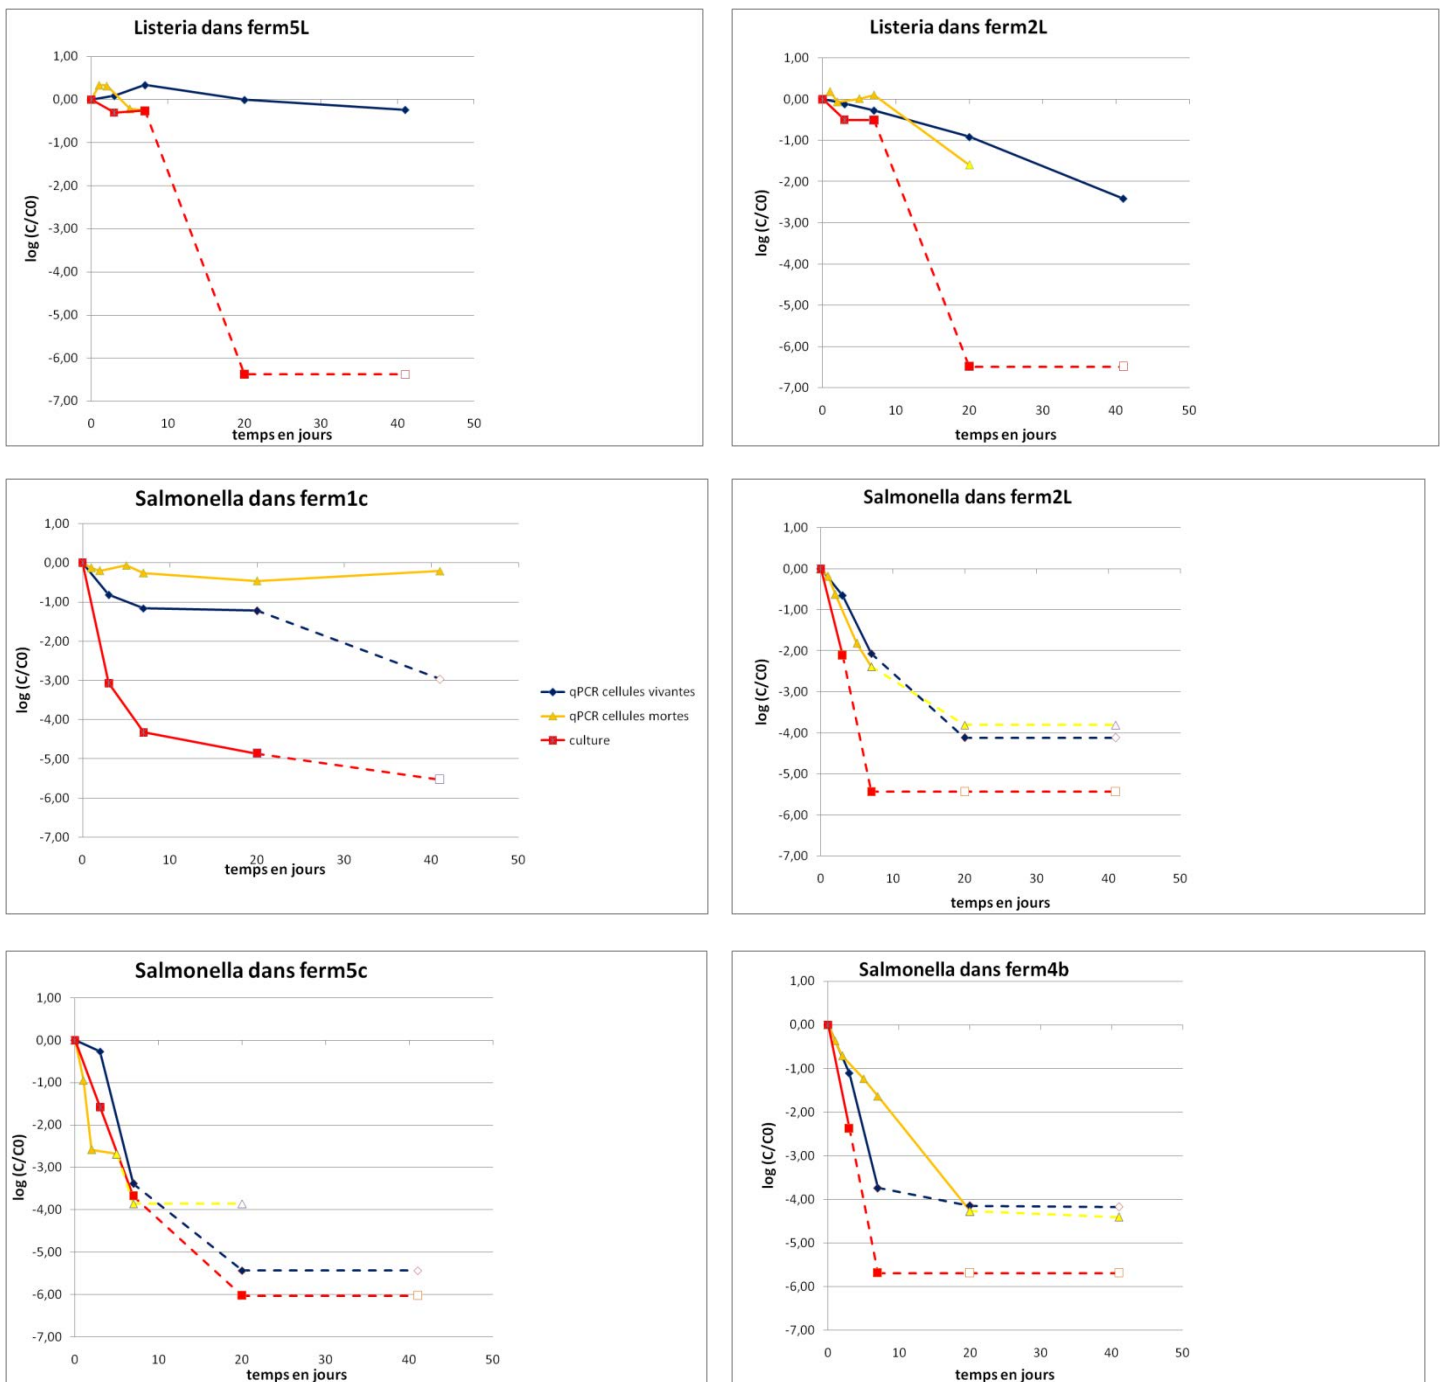 Listeria dans ferm5L
1,00
0,00
-1,00
-2,00
-3,00
-4,00
-5,00
-6,00
-7,00
log (C/C0)
0 10 20 30 40 50
temps en jours
Listeria dans ferm2L
1,00
0,00
-1,00
-2,00
-3,00
-4,00
-5,00
-6,00
-7,00
log (C/C0)
0 10 20 30 40 50
temps en jours
Salmonella dans ferm1c
1,00
0,00
-1,00
-2,00
-3,00
-4,00
-5,00
-6,00
-7,00
log (C/C0)
0 10 20 30 40 50
temps en jours
qPCR cellules vivantes
qPCR cellules mortes
culture
Salmonella dans ferm2L
1,00
0,00
-1,00
-2,00
-3,00
-4,00
-5,00
-6,00
-7,00
log (C/C0)
0 10 20 30 40 50
temps en jours
Salmonella dans ferm5c
1,00
0,00
-1,00
-2,00
-3,00
-4,00
-5,00
-6,00
-7,00
log (C/C0)
0 10 20 30 40 50
temps en jours
Salmonella dans ferm4b
1,00
0,00
-1,00
-2,00
-3,00
-4,00
-5,00
-6,00
-7,00
log (C/C0)
0 10 20 30 40 50
temps en jours